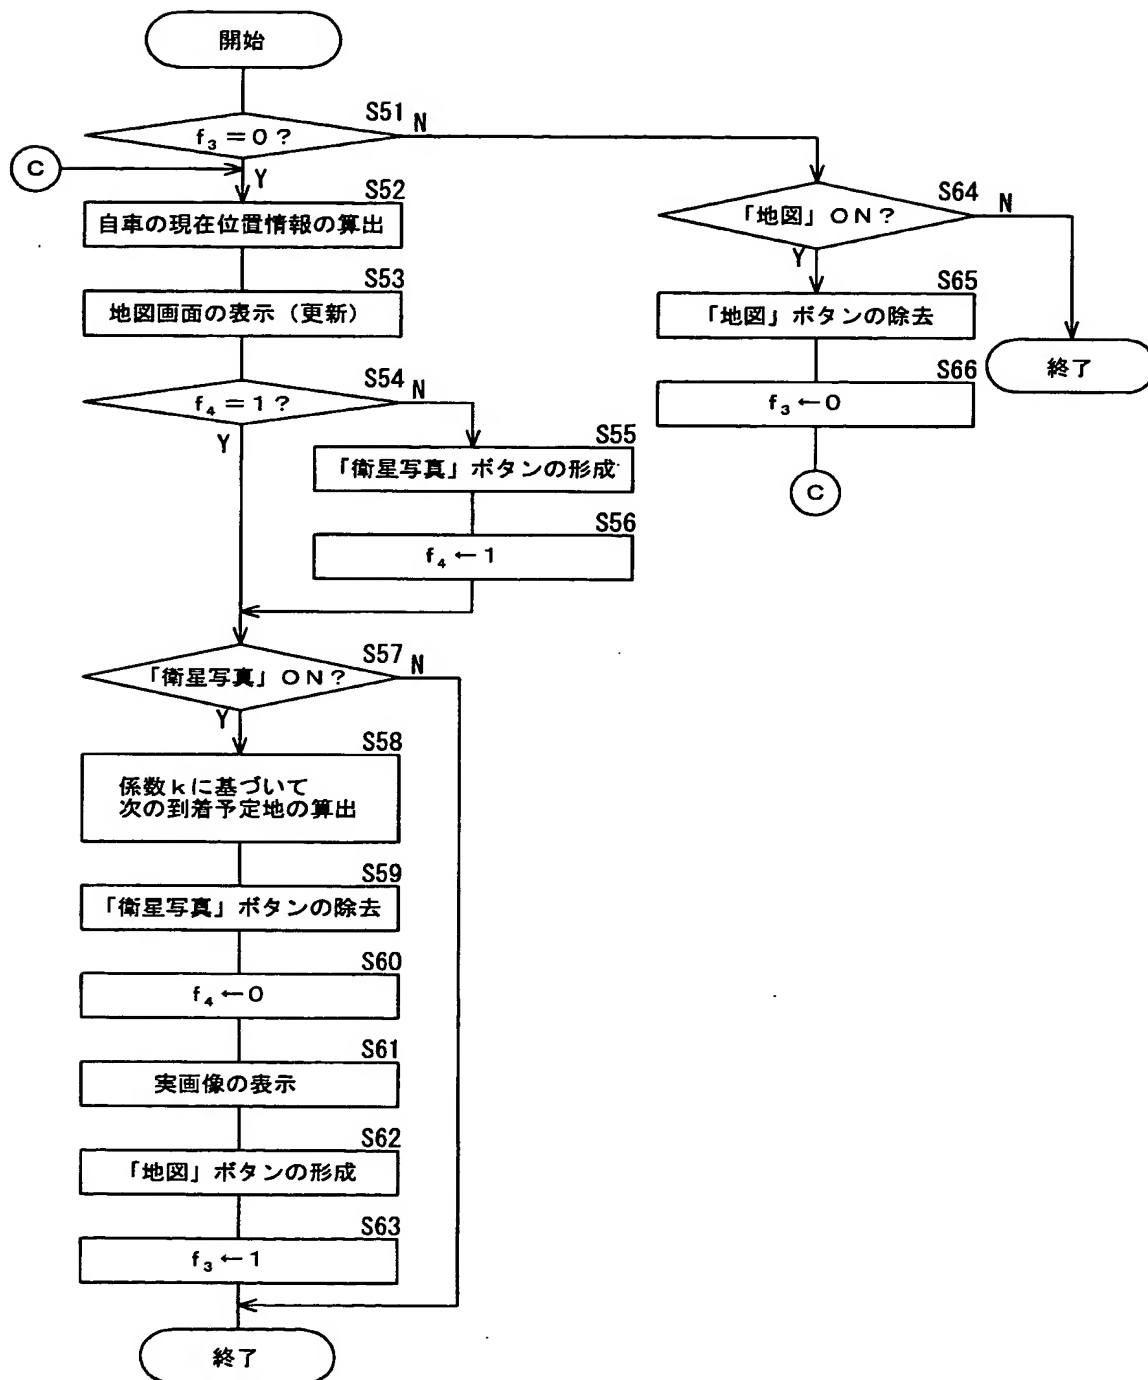 開始
S51
f₃＝0？
N
C
Y
S52
自車の現在位置情報の算出
S53
地図画面の表示（更新）
S54
f₄＝1？
N
Y
S55
「衛星写真」ボタンの形成
S56
f₄←1
S57
「衛星写真」ON？
N
Y
S58
係数kに基づいて
次の到着予定地の算出
S59
「衛星写真」ボタンの除去
S60
f₄←0
S61
実画像の表示
S62
「地図」ボタンの形成
S63
f₃←1
終了
S64
「地図」ON？
N
Y
S65
「地図」ボタンの除去
終了
S66
f₃←0
C